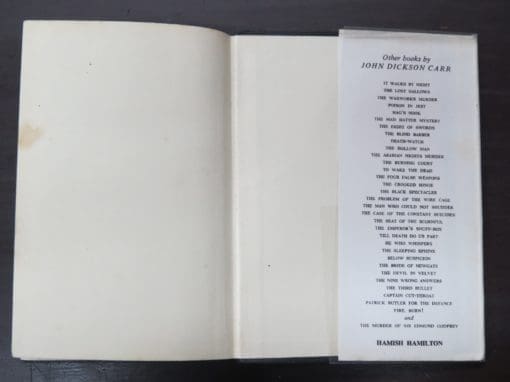 Other books by
JOHN DICKSON CARR
IT WALKS BY NIGHT
THE LOST GALLOWS
THE WAXWORKS MURDER
POISON IN JEST
HAG'S NOOK
THE MAD HATTER MYSTERY
THE EIGHT OF SWORDS
THE BLIND BARBER
DEATH-WATCH
THE HOLLOW MAN
THE ARABIAN NIGHTS MURDER
THE BURNING COURT
TO WAKE THE DEAD
THE FOUR FALSE WEAPONS
THE CROOKED HINGE
THE BLACK SPECTACLES
THE PROBLEM OF THE WIRE CAGE
THE MAN WHO COULD NOT SHUDDER
THE CASE OF THE CONSTANT SUICIDES
THE SEAT OF THE SCORNFUL
THE EMPEROR'S SNUFF-BOX
TILL DEATH DO US PART
HE WHO WHISPERS
THE SLEEPING SPHINX
BELOW SUSPICION
THE BRIDE OF NEWGATE
THE DEVIL IN VELVET
THE NINE WRONG ANSWERS
THE THIRD BULLET
CAPTAIN CUT-THROAT
PATRICK BUTLER FOR THE DEFENCE
FIRE, BURN!
and
THE MURDER OF SIR EDMUND GODFREY
HAMISH HAMILTON